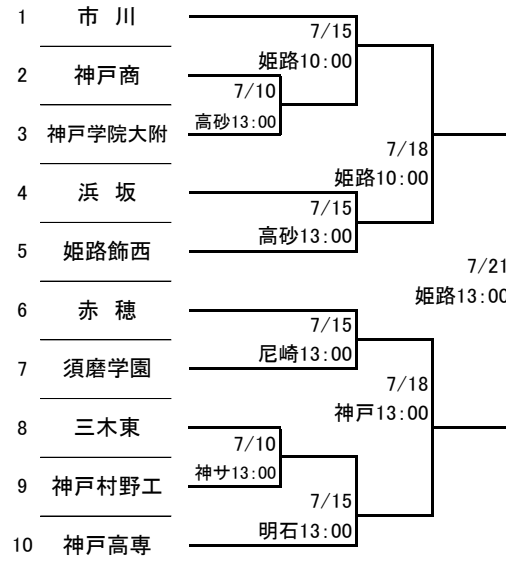 1 市 川
7/15
姫路10:00
2 神戸商
7/10
高砂13:00
3 神戸学院大附
7/18
姫路10:00
4 浜 坂
7/15
高砂13:00
5 姫路飾西
7/21
姫路13:00
6 赤 穂
7/15
尼崎13:00
7 須磨学園
7/18
神戸13:00
8 三木東
7/10
神サ13:00
9 神戸村野工
7/15
明石13:00
10 神戸高専